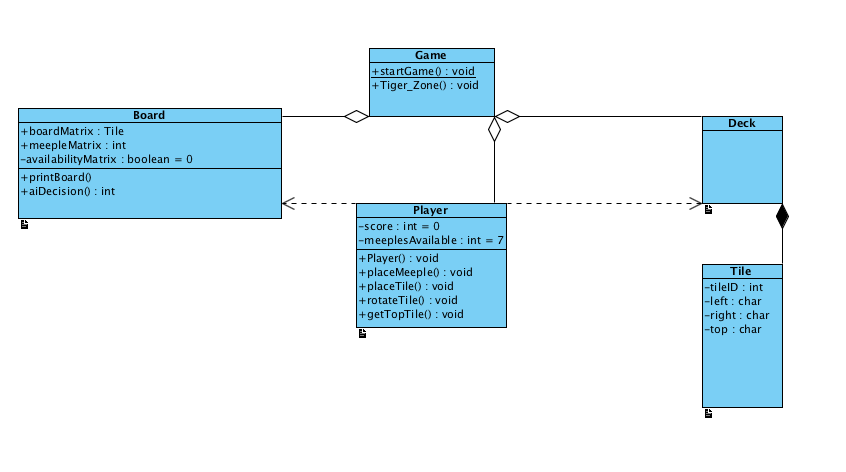 Game
+startGame() : void
+Tiger_Zone() : void
Board
+boardMatrix : Tile
+meepleMatrix : int
-availabilityMatrix : boolean = 0
+printBoard()
+aiDecision() : int
Deck
Player
-score : int = 0
-meeplesAvailable : int = 7
+Player() : void
+placeMeeple() : void
+placeTile() : void
+rotateTile() : void
+getTopTile() : void
Tile
-tileID : int
-left : char
-right : char
-top : char